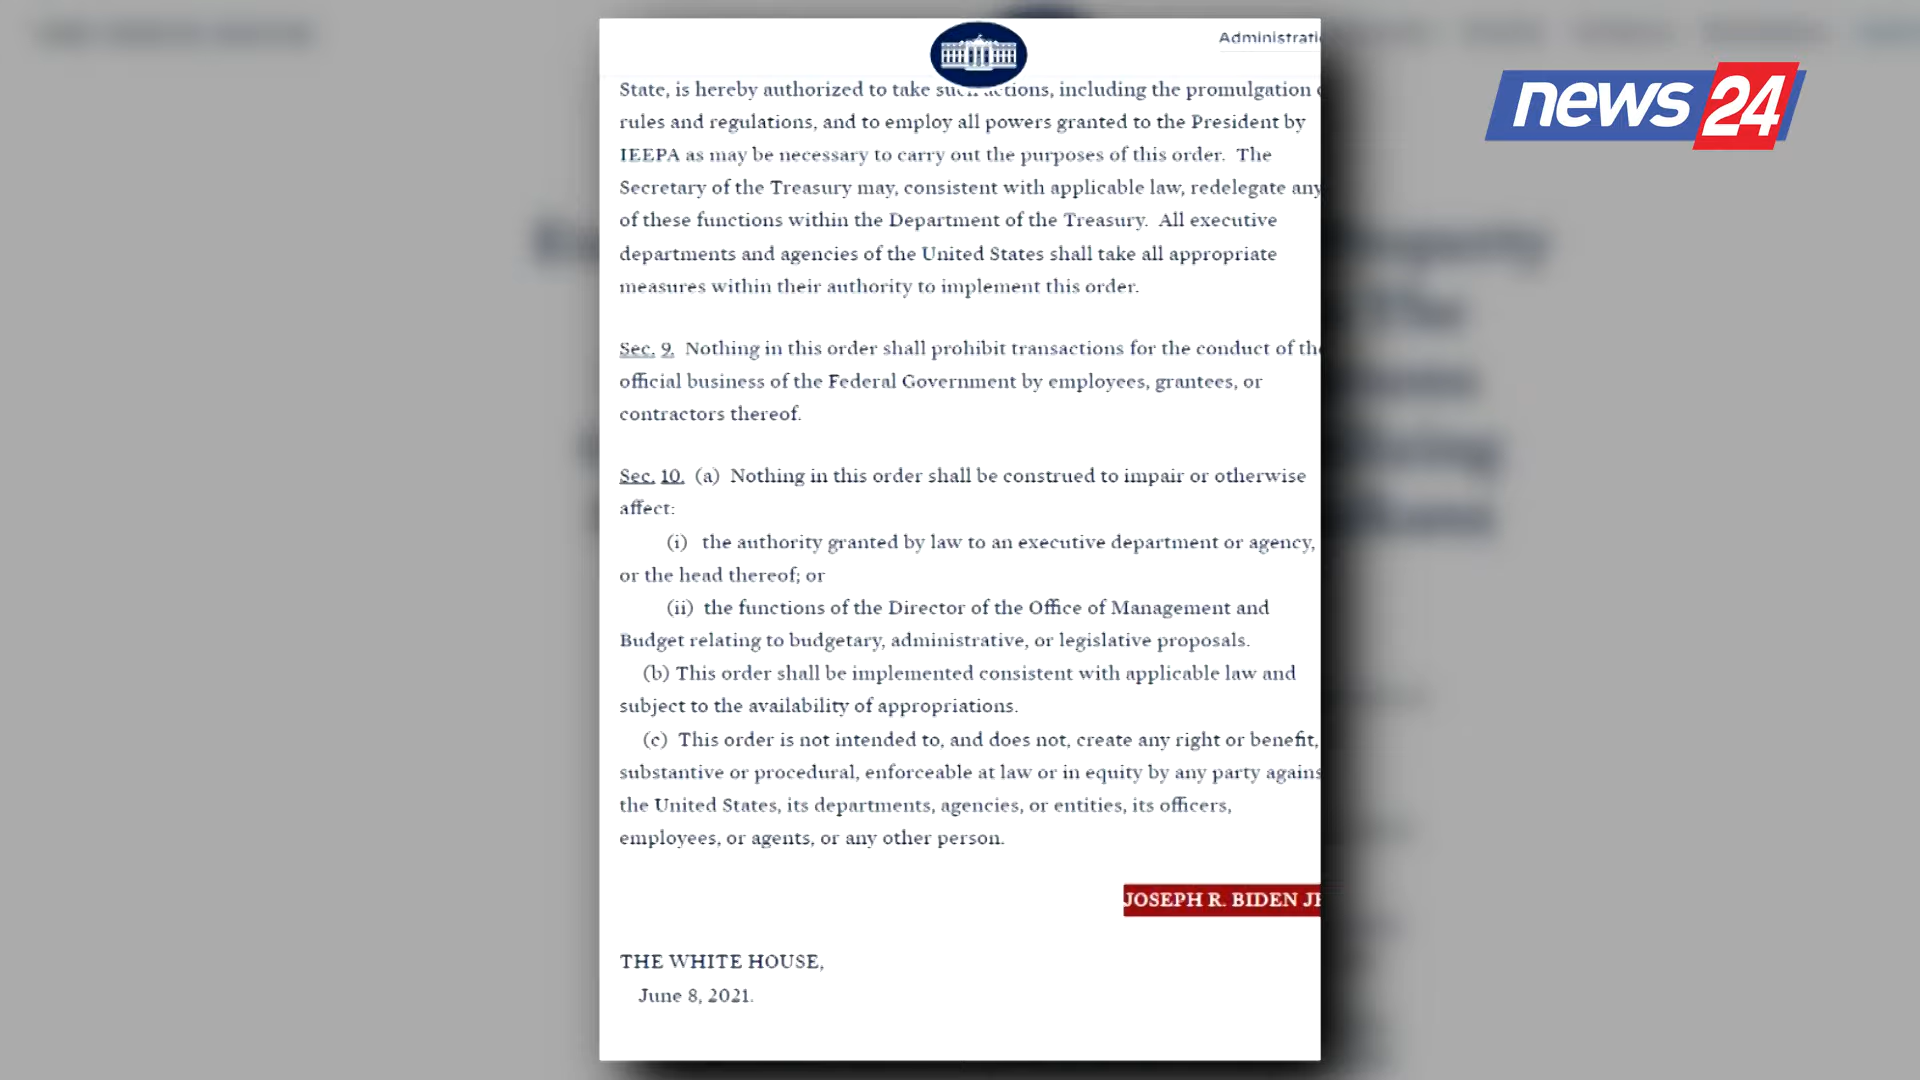 Administrati
news 24
State, is hereby authorized to take such actions, including the promulgation
rules and regulations, and to employ all powers granted to the President by
IEEPA as may be necessary to carry out the purposes of this order. The
Secretary of the Treasury may, consistent with applicable law, redelegate any
of these functions within the Department of the Treasury. All executive
departments and agencies of the United States shall take all appropriate
measures within their authority to implement this order.
Sec. 9. Nothing in this order shall prohibit transactions for the conduct of the
official business of the Federal Government by employees, grantees, or
contractors thereof.
Sec. 10. (a) Nothing in this order shall be construed to impair or otherwise
affect:
(i) the authority granted by law to an executive department or agency,
or the head thereof; or
(ii) the functions of the Director of the Office of Management and
Budget relating to budgetary, administrative, or legislative proposals.
(b) This order shall be implemented consistent with applicable law and
subject to the availability of appropriations.
(c) This order is not intended to, and does not, create any right or benefit,
substantive or procedural, enforceable at law or in equity by any party agains
the United States, its departments, agencies, or entities, its officers,
employees, or agents, or any other person.
JOSEPH R. BIDEN J
THE WHITE HOUSE,
June 8, 2021.